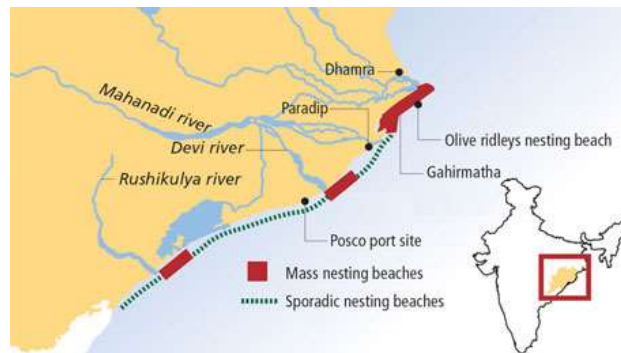 Dhamra
Mahanadi river
Paradip
Devi river
Olive ridleys nesting beach
Gahirmatha
Rushikulya river
Posco port site
Mass nesting beaches
Sporadic nesting beaches